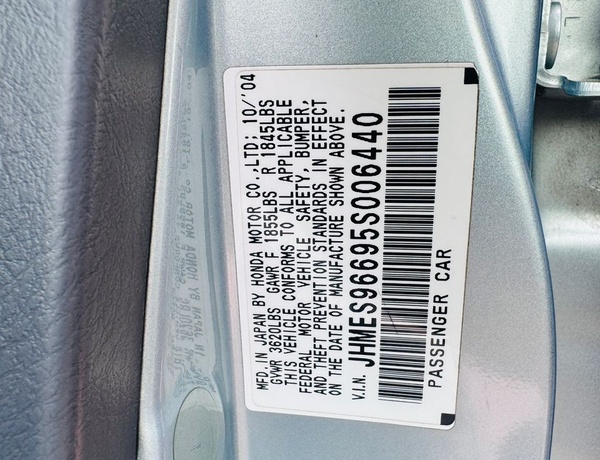 MFD. IN JAPAN BY HONDA MOTOR CO.,LTD; 10/'04
GVWR 3620LBS GAWR F 1855LBS R 1845LBS
THIS VEHICLE CONFORMS TO ALL APPLICABLE
FEDERAL MOTOR VEHICLE SAFETY, BUMPER,
AND THEFT PREVENTION STANDARDS IN EFFECT
ON THE DATE OF MANUFACTURE SHOWN ABOVE.
V.I.N. JHMES96695S006440
PASSENGER CAR